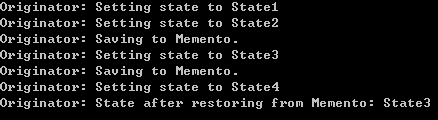 Originator: Setting state to State1
Originator: Setting state to State2
Originator: Saving to Memento.
Originator: Setting state to State3
Originator: Saving to Memento.
Originator: Setting state to State4
Originator: State after restoring from Memento: State3